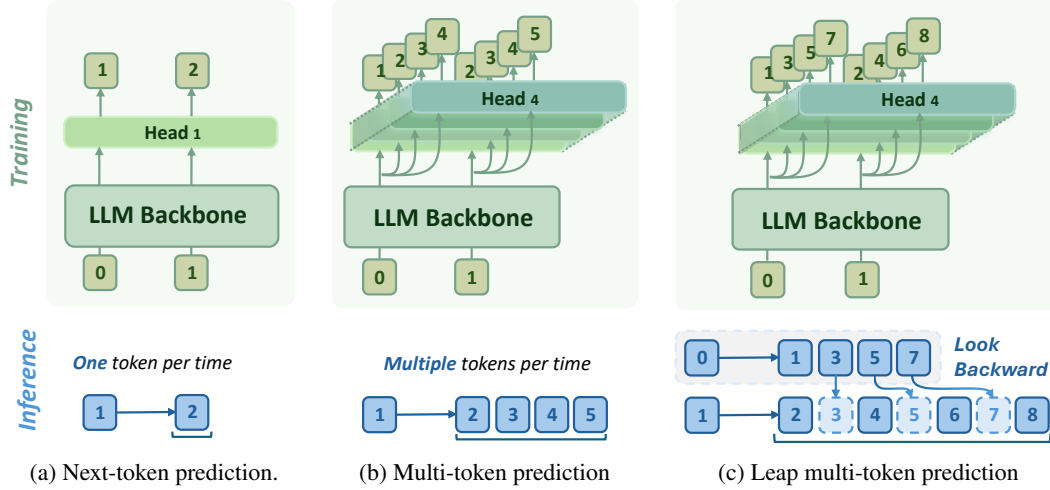 Training
1 2
Head 1
LLM Backbone
0 1
1 2 3 4 2 3 4 5
Head 4
LLM Backbone
0 1
1 3 5 7 2 4 6 8
Head 4
LLM Backbone
0 1
Inference
One token per time
1 2
Multiple tokens per time
1 2 3 4 5
0 1 3 5 7
Look
Backward
1 2 3 4 5 6 7 8
(a) Next-token prediction.
(b) Multi-token prediction
(c) Leap multi-token prediction